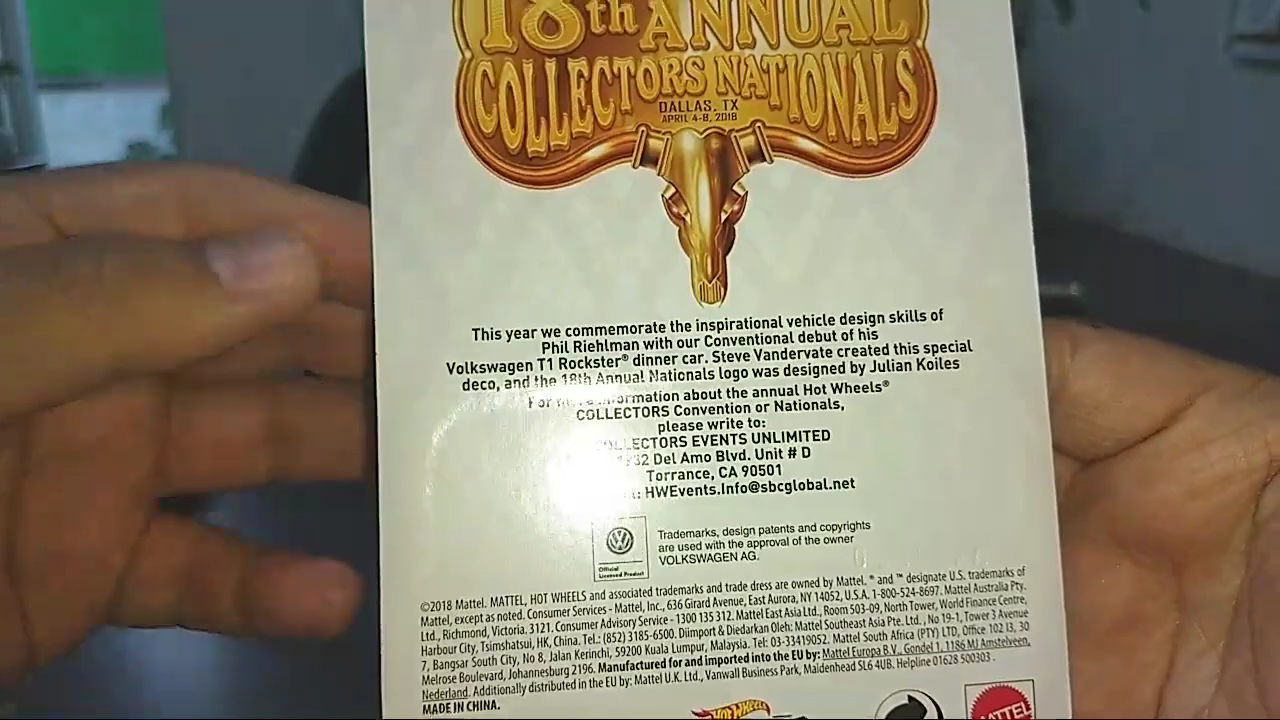 18th ANNUAL
COLLECTORS NATIONALS
DALLAS, TX
APRIL 4-8, 2018
This year we commemorate the inspirational vehicle design skills of
Phil Riehlman with our Conventional debut of his
Volkswagen T1 Rockster® dinner car. Steve Vandervate created this special
deco, and the 18th Annual Nationals logo was designed by Julian Koiles
For information about the annual Hot Wheels®
COLLECTORS Convention or Nationals,
please write to:
COLLECTORS EVENTS UNLIMITED
Del Amo Blvd. Unit # D
Torrance, CA 90501
HWEvents.Info@sbcglobal.net
Official
Licensed Product
Trademarks, design patents and copyrights
are used with the approval of the owner
VOLKSWAGEN AG.
©2018 Mattel. MATTEL, HOT WHEELS and associated trademarks and trade dress are owned by Mattel. ® and ™ designate U.S. trademarks of
Mattel, except as noted. Consumer Services - Mattel, Inc., 636 Girard Avenue, East Aurora, NY 14052, U.S.A. 1-800-524-8697. Mattel Australia Pty.
Ltd., Richmond, Victoria. 3121. Consumer Advisory Service - 1300 135 312. Mattel East Asia Ltd., Room 503-09, North Tower, World Finance Centre,
Harbour City, Tsimshatsui, HK, China. Tel.: (852) 3185-6500. Diimport & Diedarkan Oleh: Mattel Southeast Asia Pte. Ltd., No 19-1, Tower 3 Avenue
7, Bangsar South City, No 8, Jalan Kerinchi, 59200 Kuala Lumpur, Malaysia. Tel: 03-33419052. Mattel South Africa (PTY) LTD, Office 102 I3, 30
Melrose Boulevard, Johannesburg 2196. Manufactured for and imported into the EU by: Mattel Europa B.V., Gondel 1, 1186 MJ Amstelveen,
Nederland. Additionally distributed in the EU by: Mattel U.K. Ltd., Vanwall Business Park, Maidenhead SL6 4UB. Helpline 01628 500303.
MADE IN CHINA.
HOT WHEELS
MATTEL